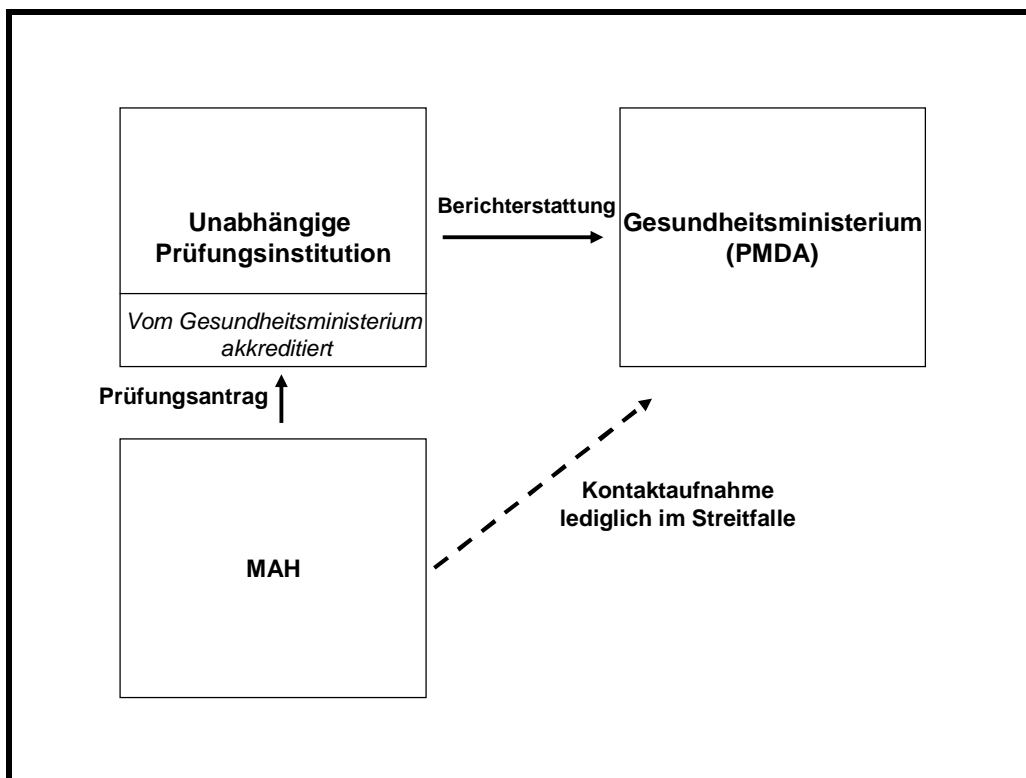 Unabhängige
Prüfungsinstitution
Vom Gesundheitsministerium
akkreditiert
Berichterstattung
Gesundheitsministerium
(PMDA)
Prüfungsantrag
Kontaktaufnahme
lediglich im Streitfalle
MAH